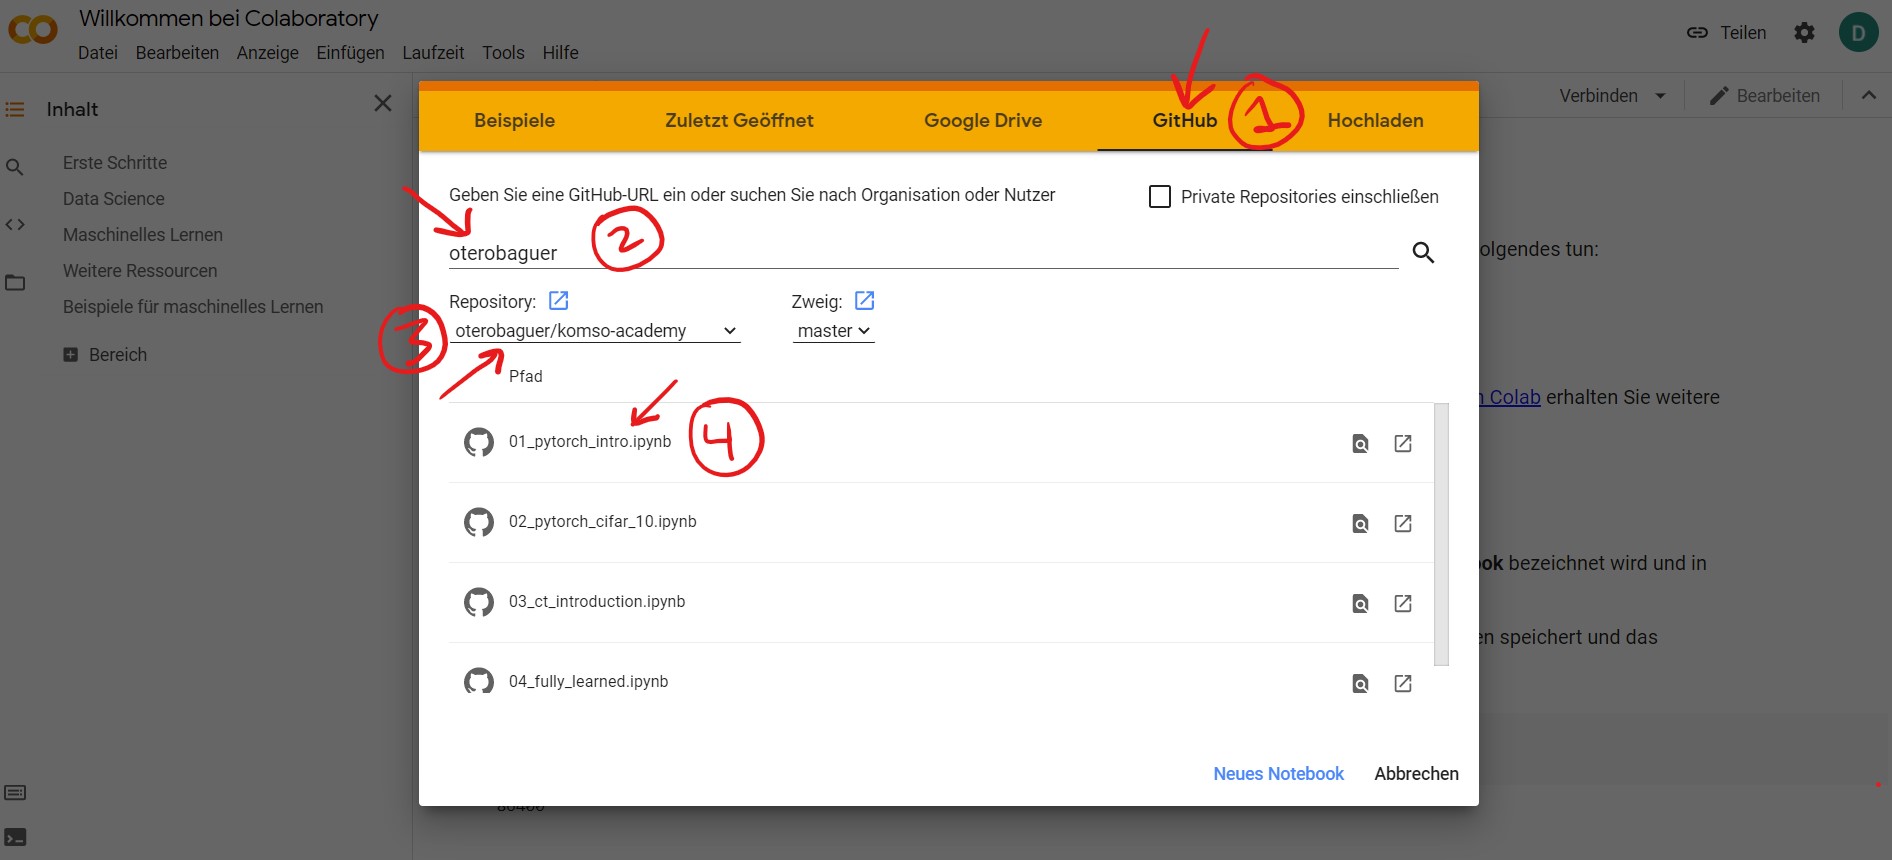 Willkommen bei Colaboratory
Datei Bearbeiten Anzeige Einfügen Laufzeit Tools Hilfe
Teilen
D
Inhalt
Erste Schritte
Data Science
Maschinelles Lernen
Weitere Ressourcen
Beispiele für maschinelles Lernen
Bereich
Verbinden Bearbeiten
Beispiele Zuletzt Geöffnet Google Drive GitHub 1 Hochladen
Geben Sie eine GitHub-URL ein oder suchen Sie nach Organisation oder Nutzer
Private Repositories einschließen
oterobaguer 2
Repository: Zweig:
3 oterobaguer/komso-academy master
Pfad
01_pytorch_intro.ipynb 4
02_pytorch_cifar_10.ipynb
03_ct_introduction.ipynb
04_fully_learned.ipynb
Neues Notebook Abbrechen
olgendes tun:
n Colab erhalten Sie weitere
ook bezeichnet wird und in
en speichert und das